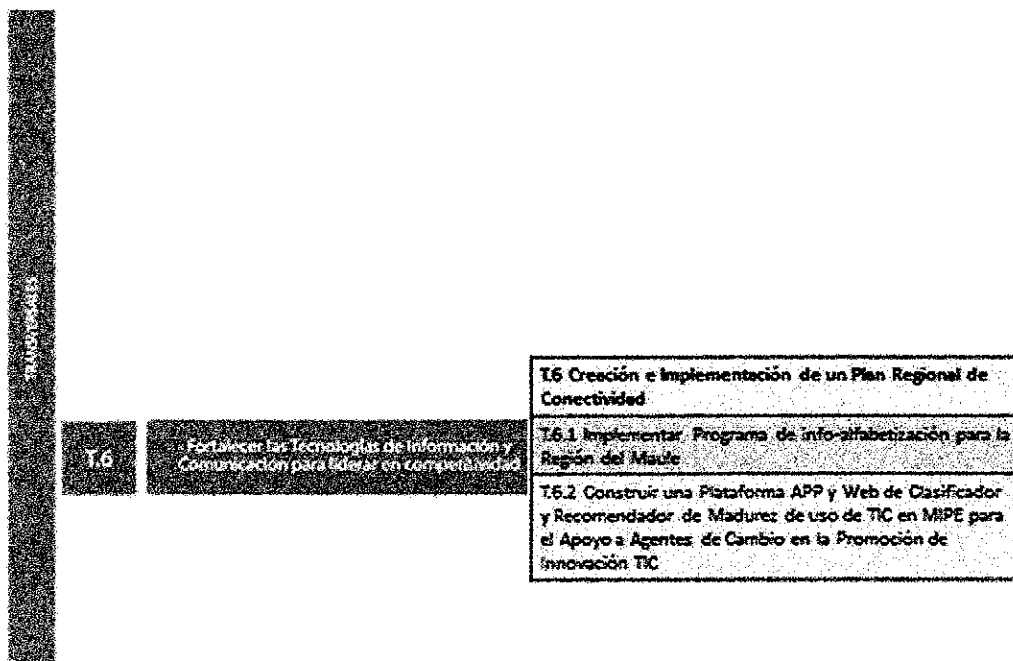 TRANSVERSALES
T.6
Fortalecer las Tecnologías de Información y
Comunicación para liderar en competitividad
T.6 Creación e Implementación de un Plan Regional de
Conectividad
T.6.1 Implementar Programa de info-alfabetización para la
Región del Maule
T.6.2 Construir una Plataforma APP y Web de Clasificador
y Recomendador de Madurez de uso de TIC en MIPE para
el Apoyo a Agentes de Cambio en la Promoción de
Innovación TIC